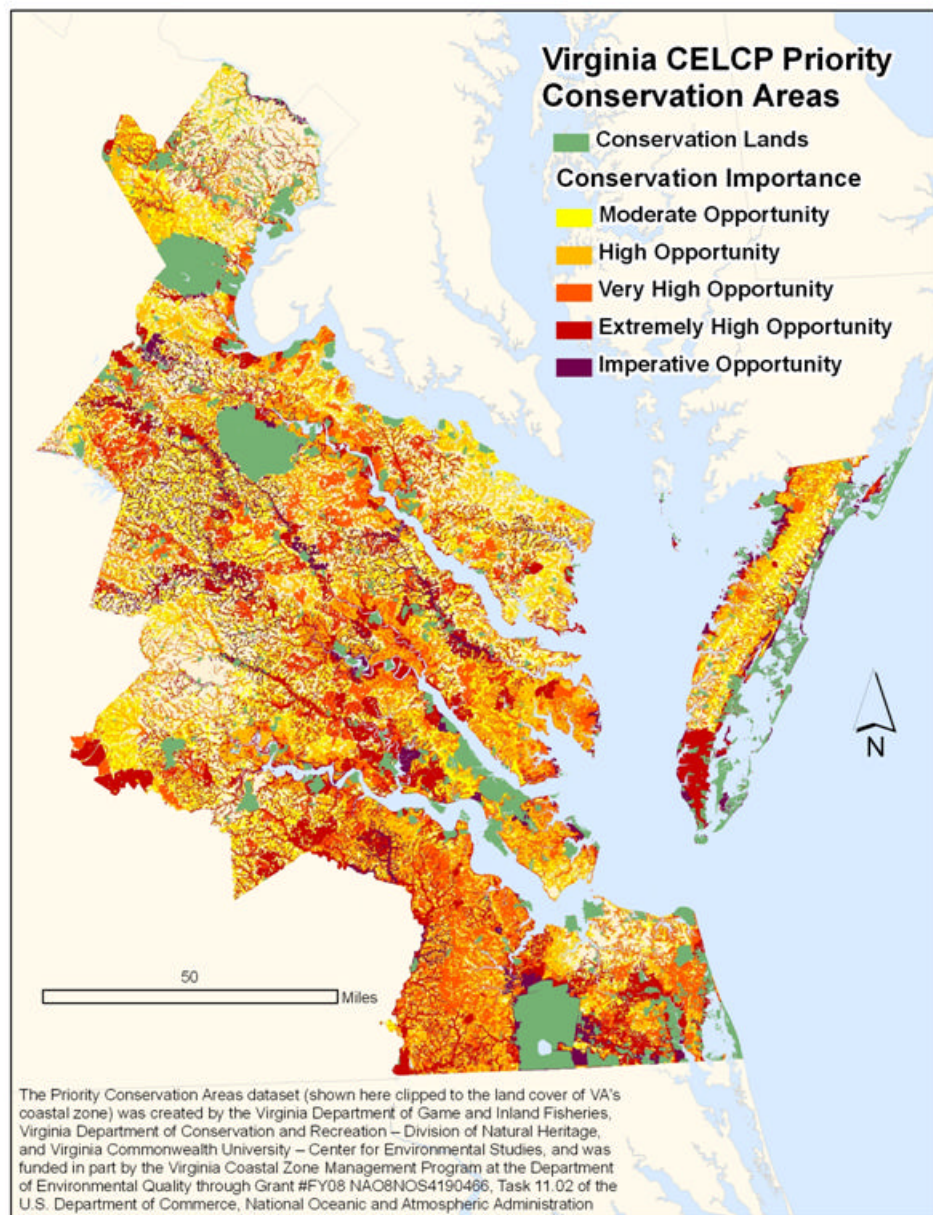 Virginia CELCP Priority
Conservation Areas
Conservation Lands
Conservation Importance
Moderate Opportunity
High Opportunity
Very High Opportunity
Extremely High Opportunity
Imperative Opportunity
N
50
Miles
The Priority Conservation Areas dataset (shown here clipped to the land cover of VA's
coastal zone) was created by the Virginia Department of Game and Inland Fisheries,
Virginia Department of Conservation and Recreation – Division of Natural Heritage,
and Virginia Commonwealth University – Center for Environmental Studies, and was
funded in part by the Virginia Coastal Zone Management Program at the Department
of Environmental Quality through Grant #FY08 NAO8NOS4190466, Task 11.02 of the
U.S. Department of Commerce, National Oceanic and Atmospheric Administration